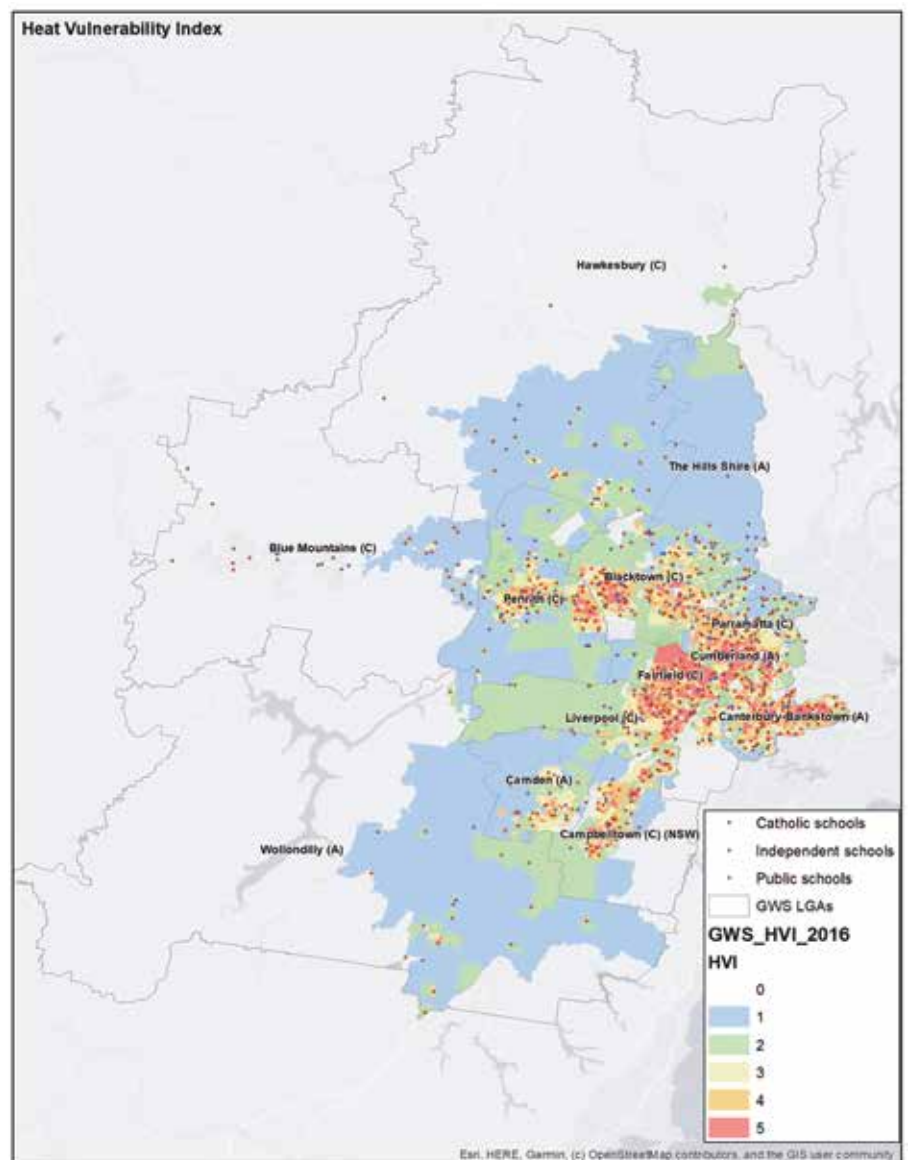 Heat Vulnerability Index
Hawkesbury (C)
The Hills Shire (A)
Blue Mountains (C)
Blacktown (C)
Penrith (C)
Parramatta (C)
Cumberland (A)
Fairfield (C)
Liverpool (C)
Canterbury-Bankstown (A)
Camden (A)
Campbelltown (C) (NSW)
Wollondilly (A)
Catholic schools
Independent schools
Public schools
GWS LGAs
GWS_HVI_2016
HVI
0
1
2
3
4
5
Esri, HERE, Garmin, (c) OpenStreetMap contributors, and the GIS user community